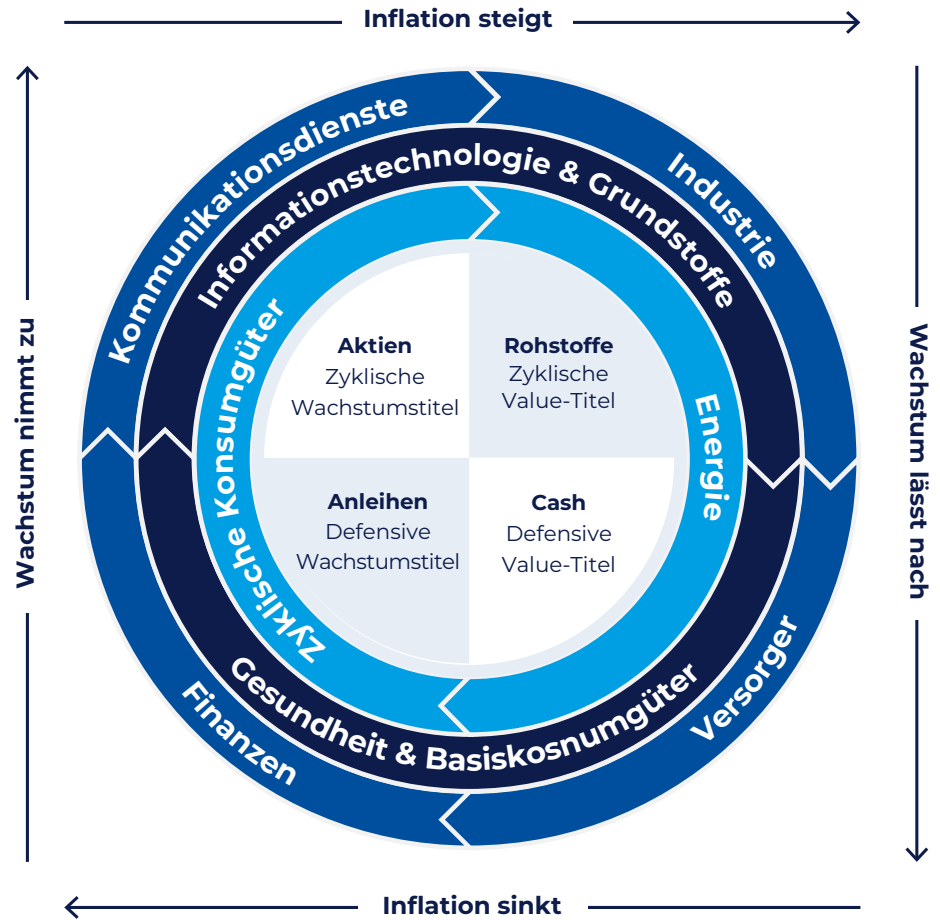 Inflation steigt
Wachstum nimmt zu
Wachstum lässt nach
Kommunikationsdienste
Industrie
Informationstechnologie & Grundstoffe
Zyklische Konsumgüter
Energie
Aktien
Zyklische
Wachstumstitel
Rohstoffe
Zyklische
Value-Titel
Anleihen
Defensive
Wachstumstitel
Cash
Defensive
Value-Titel
Gesundheit & Basiskosnumgüter
Finanzen
Versorger
Inflation sinkt